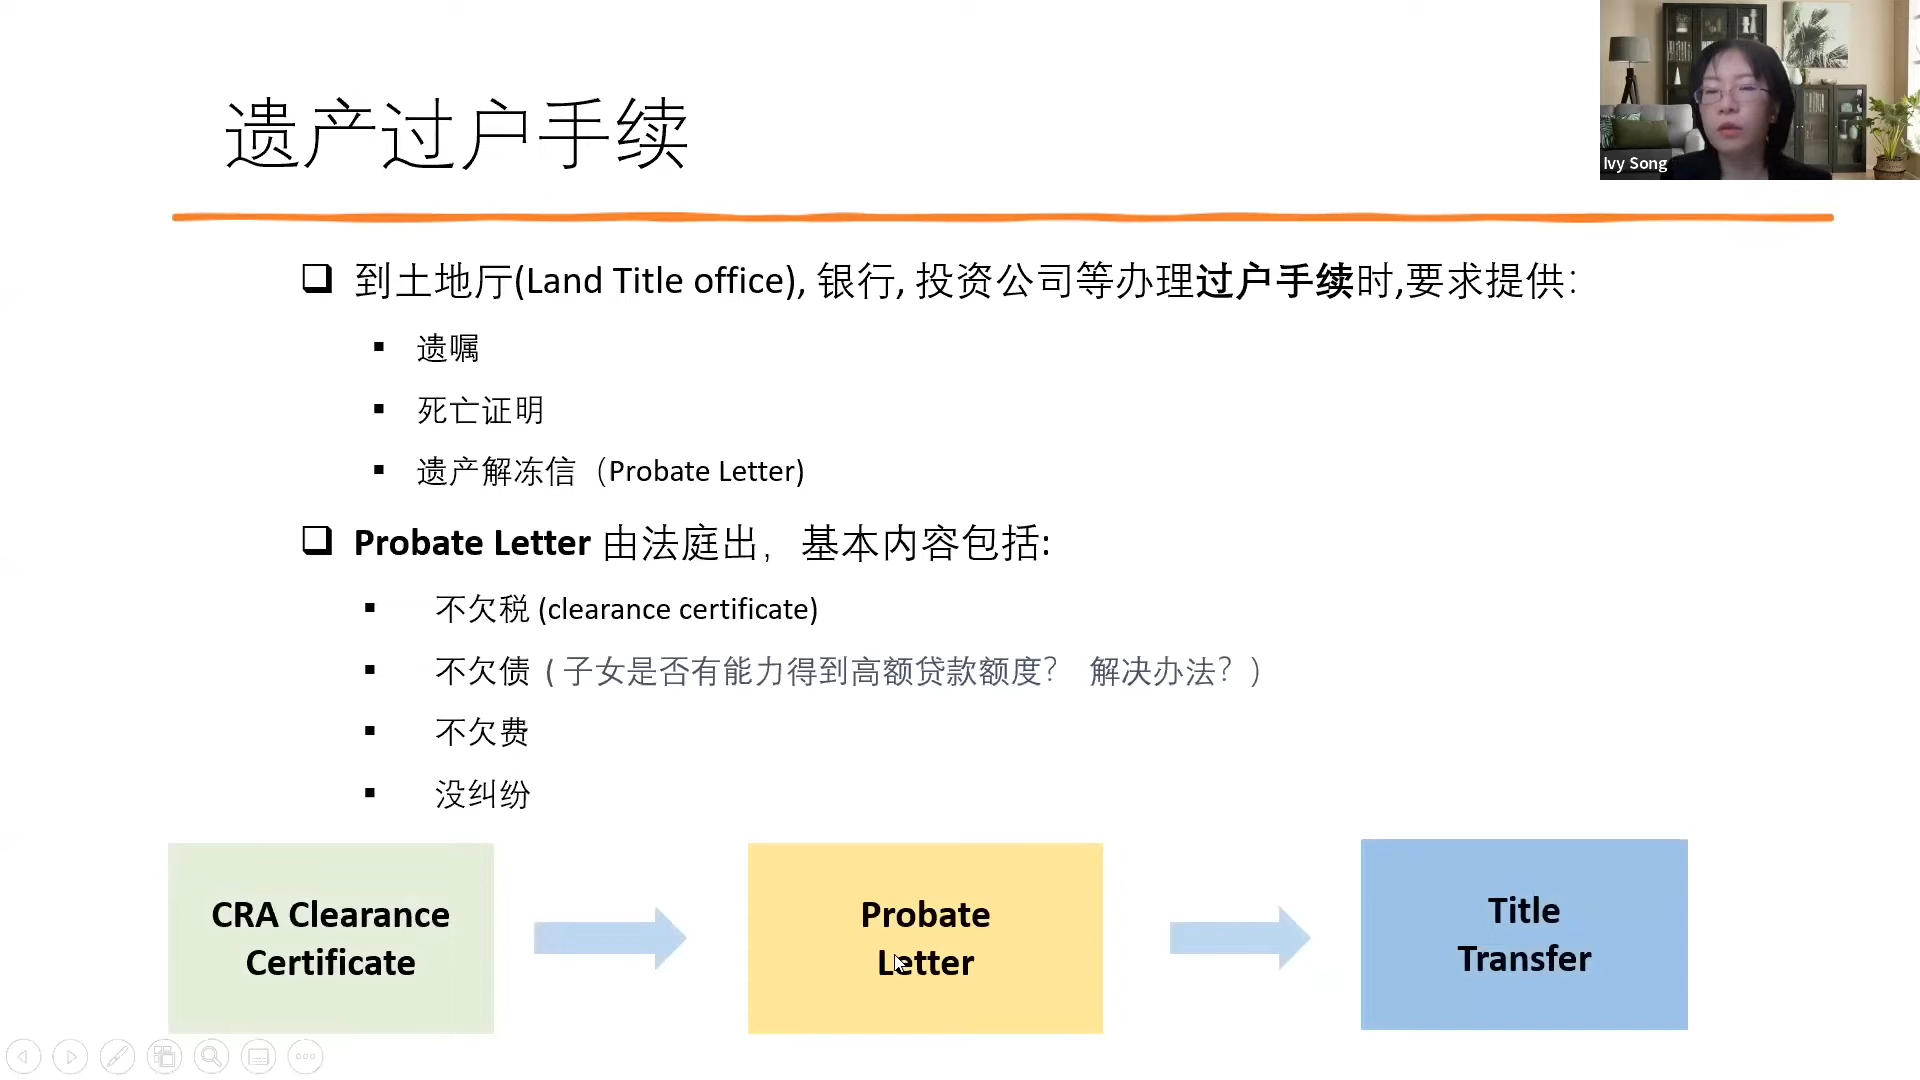 遗产过户手续
Ivy Song
到土地厅(Land Title office), 银行, 投资公司等办理过户手续时,要求提供：
遗嘱
死亡证明
遗产解冻信（Probate Letter)
Probate Letter 由法庭出，基本内容包括:
不欠税 (clearance certificate)
不欠债 ( 子女是否有能力得到高额贷款额度？ 解决办法？）
不欠费
没纠纷
CRA Clearance
Certificate
Probate
Letter
Title
Transfer